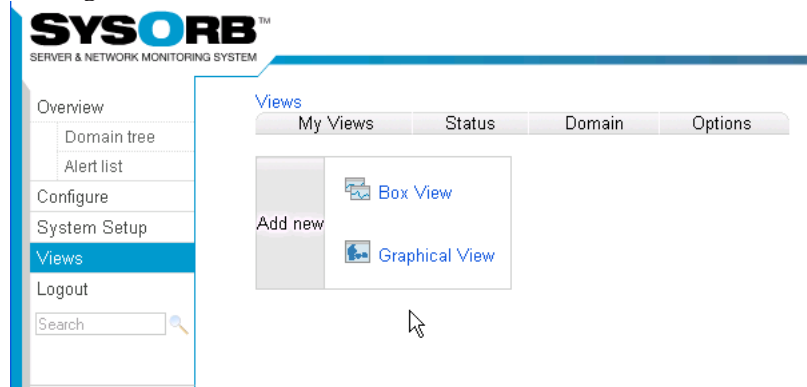 SYSORB™
SERVER & NETWORK MONITORING SYSTEM
Overview
Domain tree
Alert list
Configure
System Setup
Views
Logout
Search
Views
My Views Status Domain Options
Add new
Box View
Graphical View